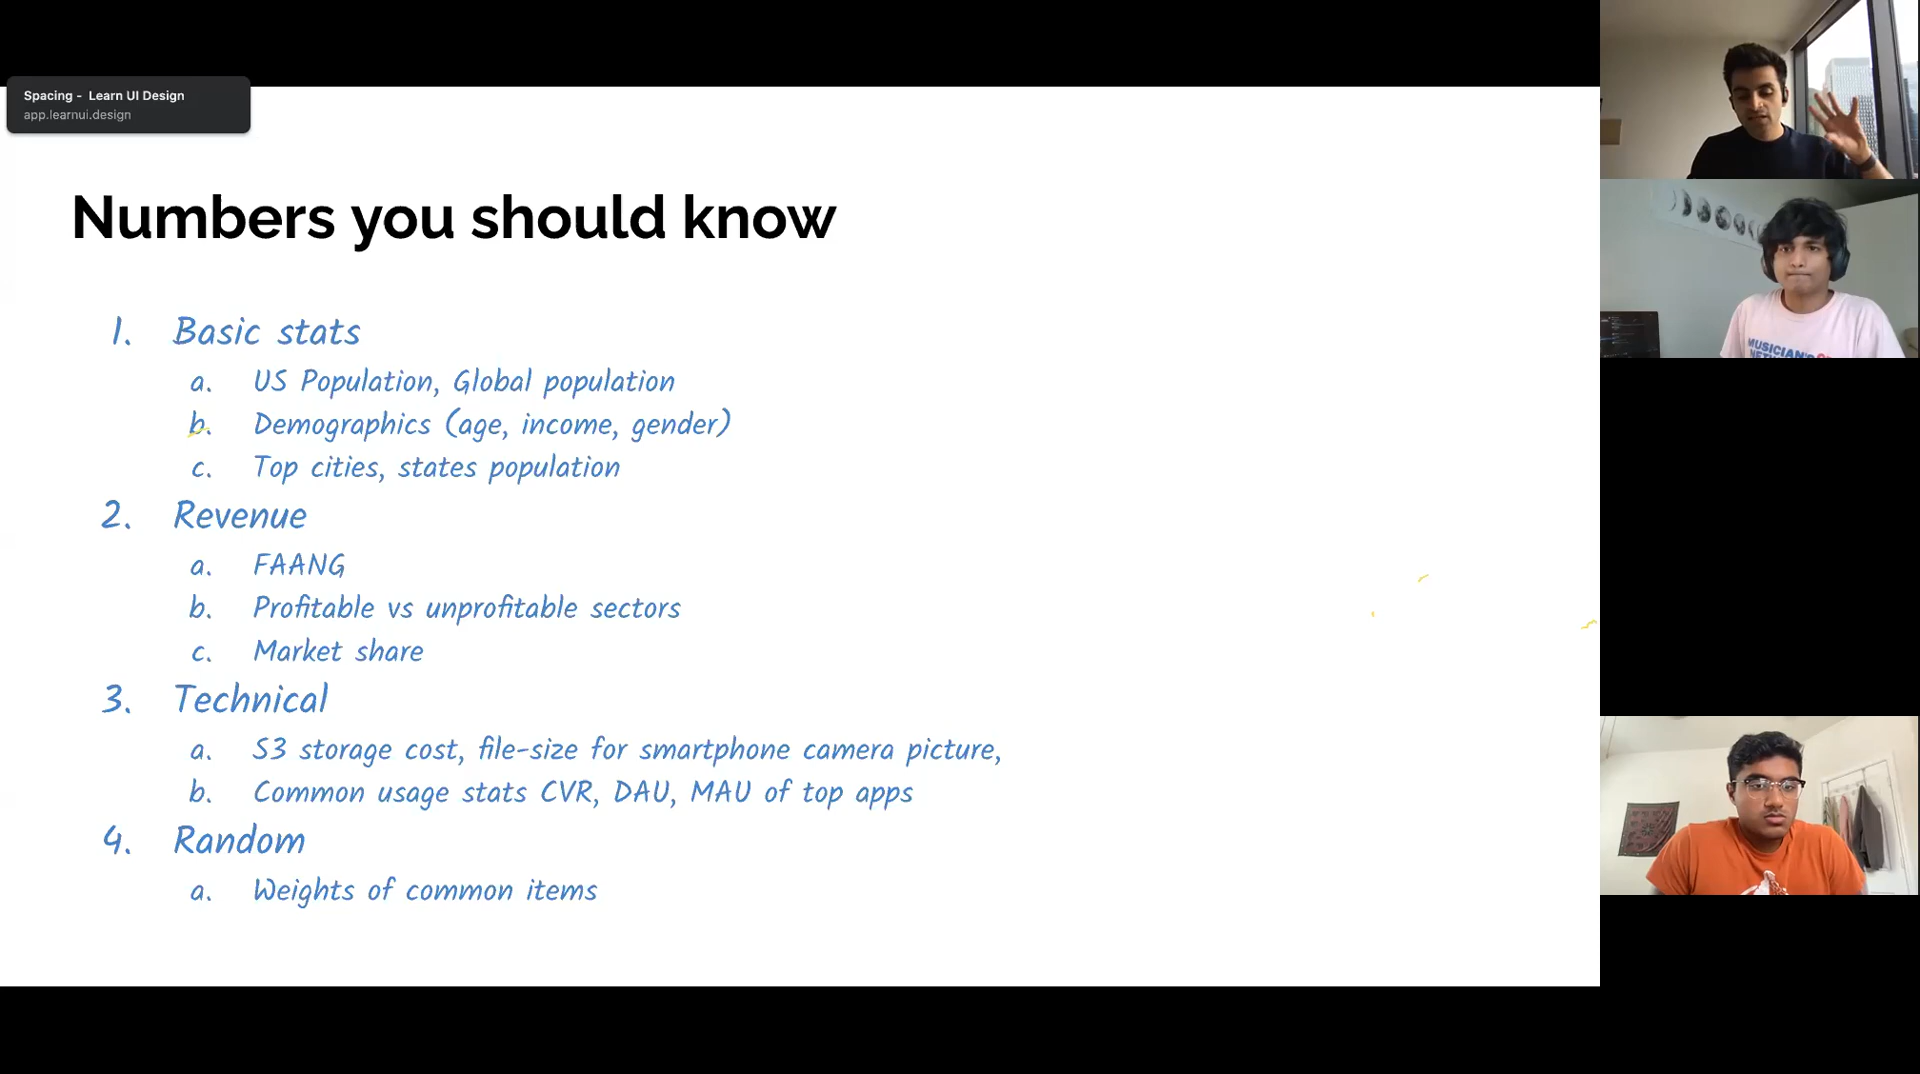 Spacing - Learn UI Design
app.learnui.design
Numbers you should know
1. Basic stats
a. US Population, Global population
b. Demographics (age, income, gender)
c. Top cities, states population
2. Revenue
a. FAANG
b. Profitable vs unprofitable sectors
c. Market share
3. Technical
a. S3 storage cost, file-size for smartphone camera picture,
b. Common usage stats CVR, DAU, MAU of top apps
4. Random
a. Weights of common items
MUSICIAN'S